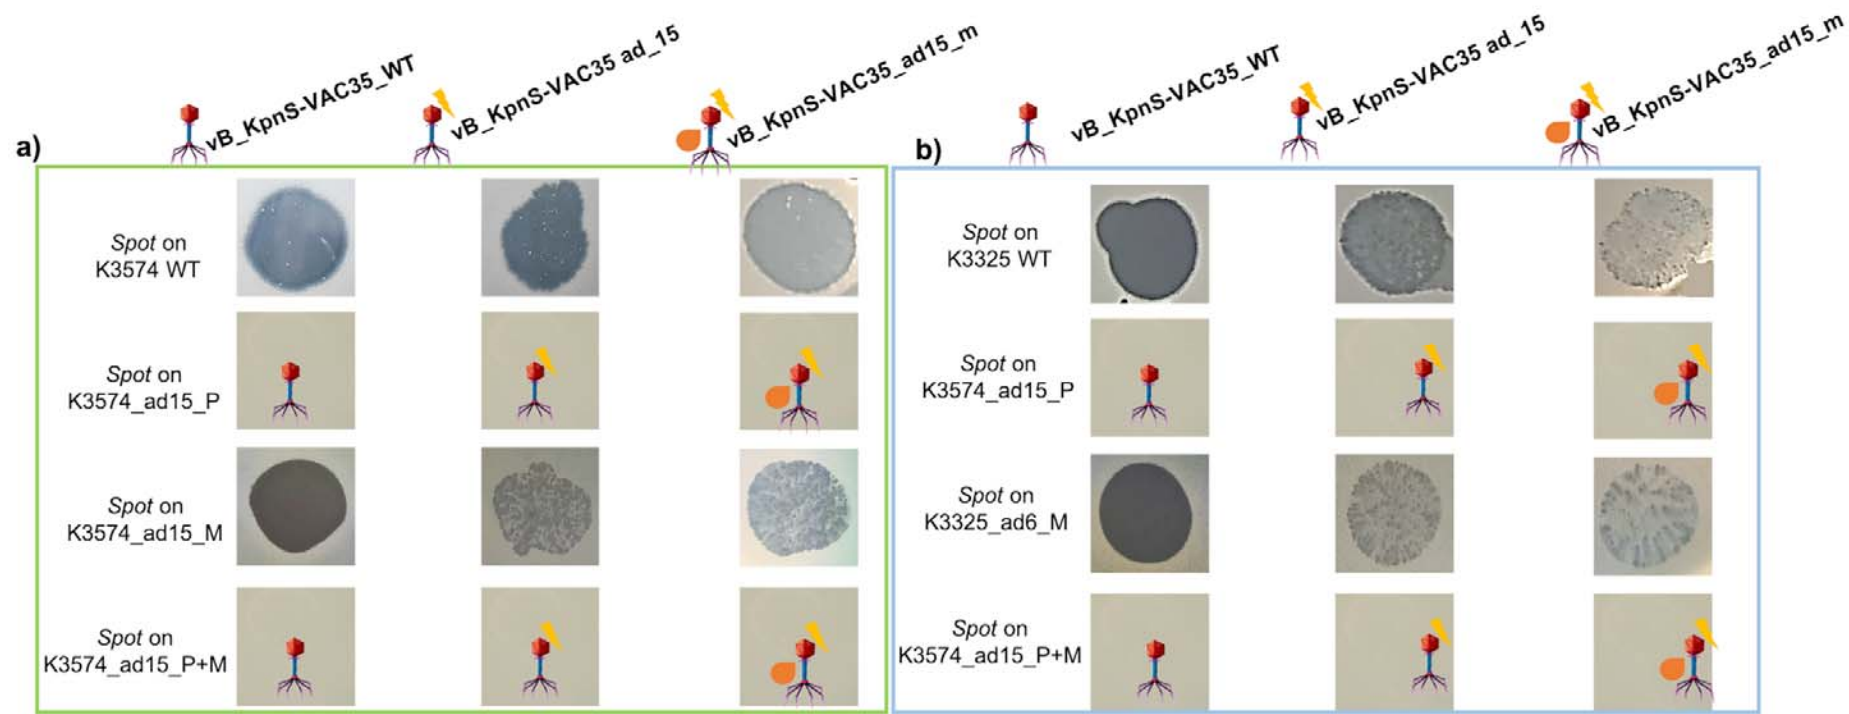 a)
vB_KpnS-VAC35_WT
vB_KpnS-VAC35 ad_15
vB_KpnS-VAC35_ad15_m
Spot on
K3574 WT
Spot on
K3574_ad15_P
Spot on
K3574_ad15_M
Spot on
K3574_ad15_P+M
b)
vB_KpnS-VAC35_WT
vB_KpnS-VAC35 ad_15
vB_KpnS-VAC35_ad15_m
Spot on
K3325 WT
Spot on
K3574_ad15_P
Spot on
K3325_ad6_M
Spot on
K3574_ad15_P+M